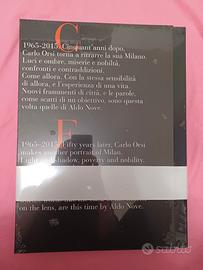 C
1965-2015 Cinquant'anni dopo,
Carlo Orsi torna a ritrarre la sua Milano.
Luci e ombre, miserie e nobiltà,
confronti e contraddizioni.
Come allora. Con la stessa sensibilità
di allora, e l'esperienza di una vita.
Nuovi frammenti di città, e le parole,
come scatti di un obiettivo, sono questa
volta quelle di Aldo Nove.
F
1965-2015 Fifty years later, Carlo Orsi
makes another portrait of Milan.
Light and shadow, poverty and nobility,
on the lens, are this time by Aldo Nove.
subito